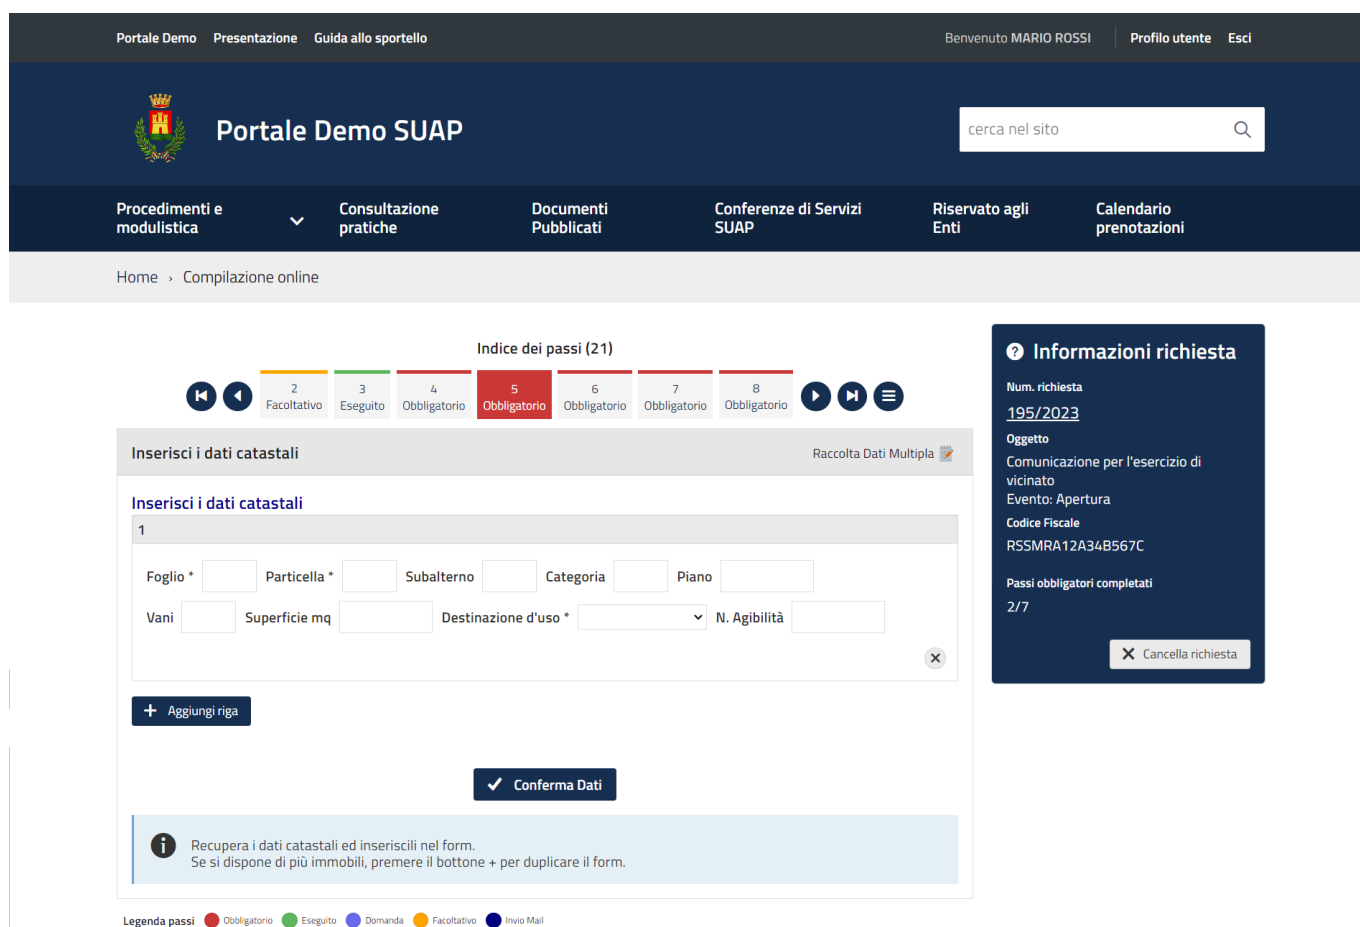 Portale Demo Presentazione Guida allo sportello Benvenuto MARIO ROSSI Profilo utente Esci
Portale Demo SUAP
cerca nel sito
Procedimenti e modulistica
Consultazione pratiche
Documenti Pubblicati
Conferenze di Servizi SUAP
Riservato agli Enti
Calendario prenotazioni
Home › Compilazione online
Indice dei passi (21)
2 Facoltativo
3 Eseguito
4 Obbligatorio
5 Obbligatorio
6 Obbligatorio
7 Obbligatorio
8 Obbligatorio
Inserisci i dati catastali Raccolta Dati Multipla
Inserisci i dati catastali
1
Foglio * Particella * Subalterno Categoria Piano
Vani Superficie mq Destinazione d'uso * N. Agibilità
+ Aggiungi riga
Conferma Dati
Recupera i dati catastali ed inseriscili nel form.
Se si dispone di più immobili, premere il bottone + per duplicare il form.
Legenda passi Obbligatorio Eseguito Domanda Facoltativo Invio Mail
Informazioni richiesta
Num. richiesta
195/2023
Oggetto
Comunicazione per l'esercizio di
vicinato
Evento: Apertura
Codice Fiscale
RSSMRA12A34B567C
Passi obbligatori completati
2/7
Cancella richiesta